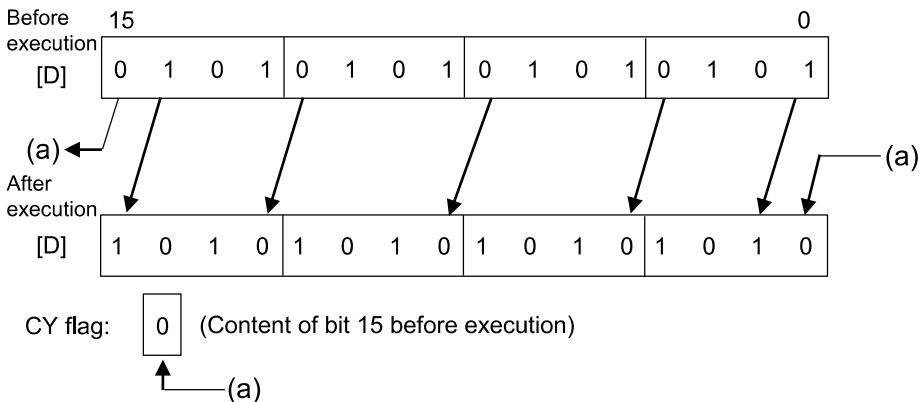 Before execution
15 0
[D] 0 1 0 1 0 1 0 1 0 1 0 1 0 1 0 1
(a) (a)
After execution
[D] 1 0 1 0 1 0 1 0 1 0 1 0 1 0 1 0
CY flag: 0 (Content of bit 15 before execution)
(a)